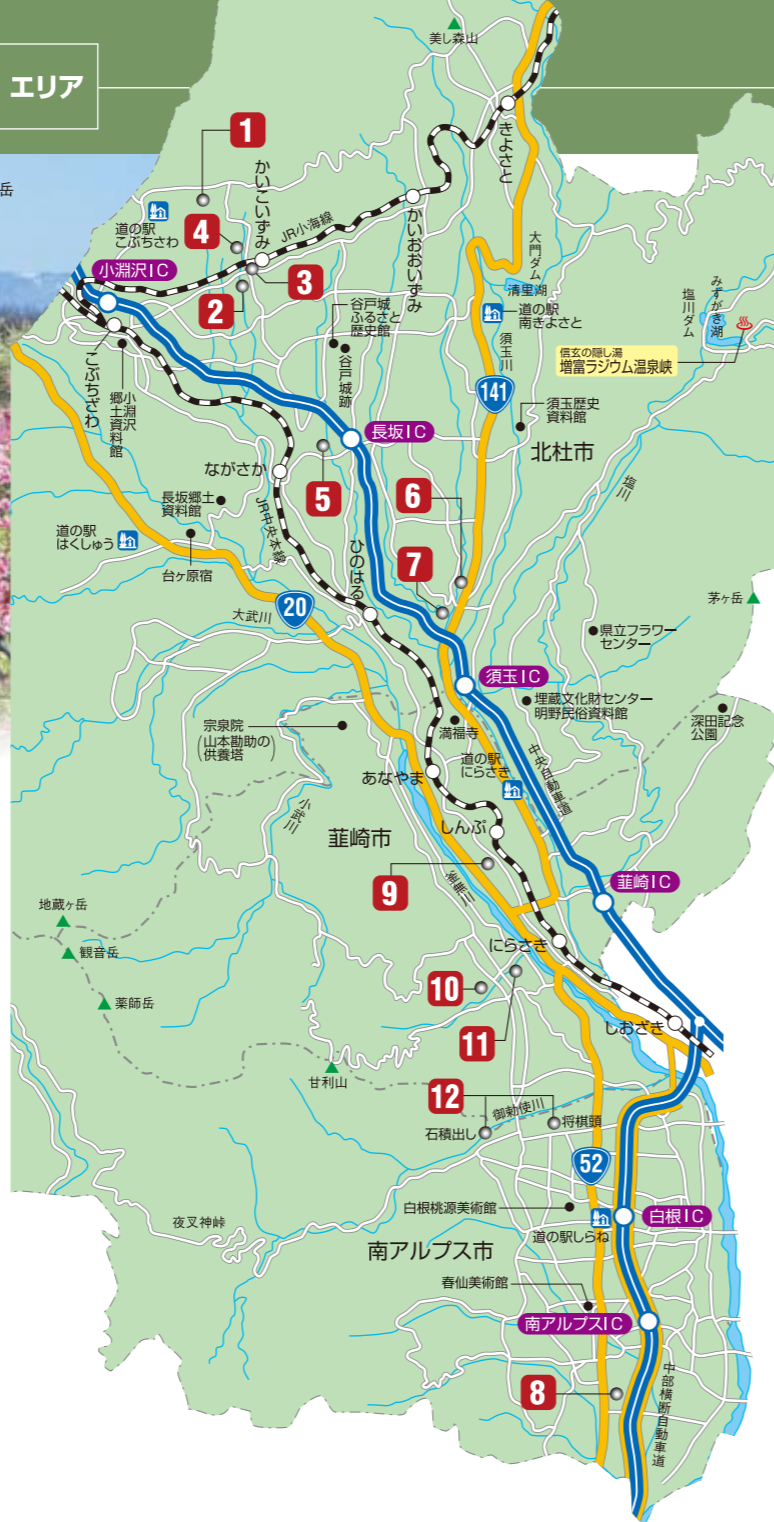 エリア
美し森山
岳
1
かいこいずみ
きよさと
道の駅
こぶちさわ
4
JR小海線
かいおおいずみ
小淵沢IC
3
2
大門ダム
清里湖
みずがき湖
塩川ダム
谷戸城
ふるさと
歴史館
谷戸城跡
道の駅
南きよさと
須玉川
信玄の隠し湯
増富ラジウム温泉峡
こぶちざわ
小淵沢
郷土資料館
141
須玉歴史
資料館
長坂IC
北杜市
ながさか
5
6
塩川
長坂郷土
資料館
JR中央本線
道の駅
はくしゅう
台ヶ原宿
ひのはる
7
茅ヶ岳
20
大武川
県立フラワー
センター
須玉IC
埋蔵文化財センター
明野民俗資料館
深田記念
公園
宗泉院
(山本勘助の
供養塔)
満福寺
道の駅
にらさき
中央自動車道
あなやま
小武川
しんぷ
韮崎市
9
釜無川
韮崎IC
地蔵ヶ岳
観音岳
にらさき
薬師岳
10
11
しおざき
甘利山
12
御勅使川
石積出し
将棋頭
52
白根桃源美術館
白根IC
夜叉神峠
道の駅しらね
南アルプス市
春仙美術館
南アルプスIC
8
中部横断自動車道